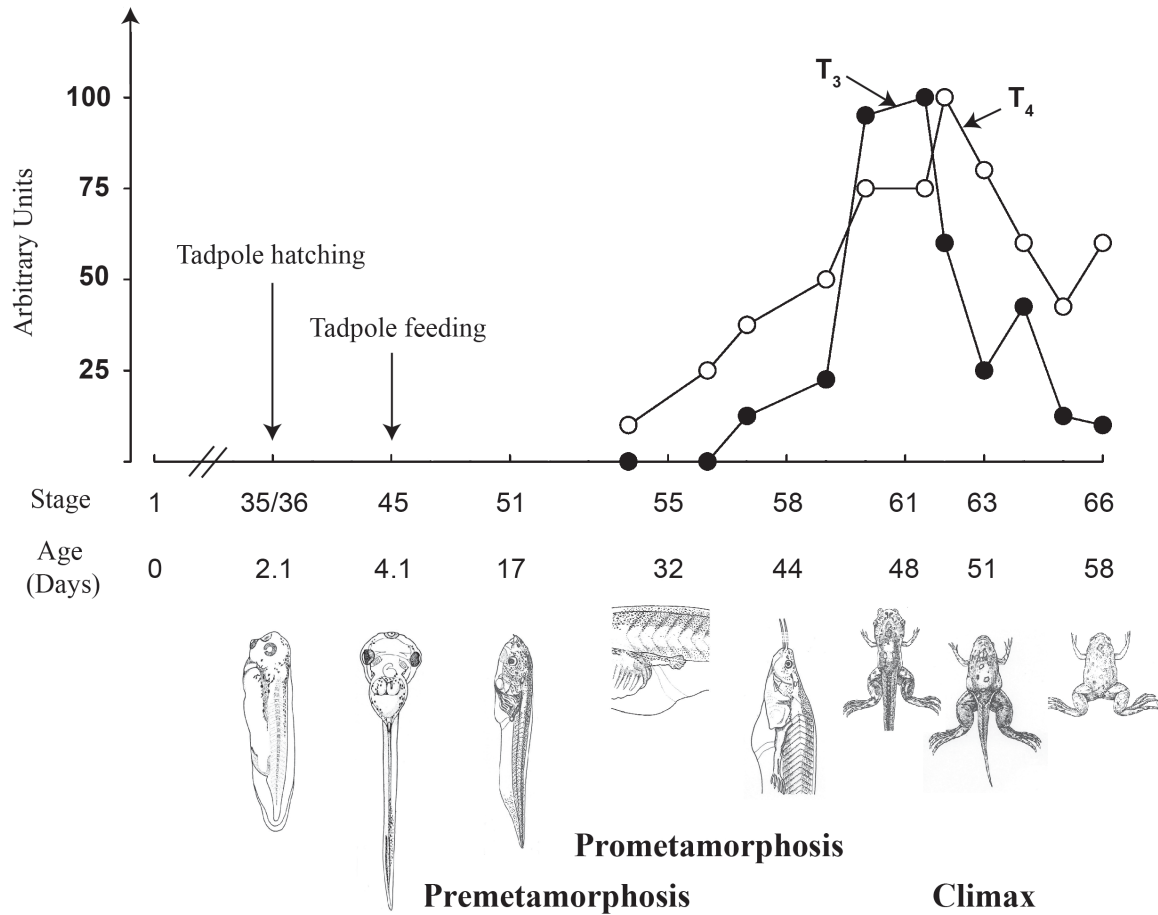 T3
100
T4
75
Arbitrary Units
Tadpole hatching
50
Tadpole feeding
25
Stage 1 35/36 45 51 55 58 61 63 66
Age
(Days) 0 2.1 4.1 17 32 44 48 51 58
Prometamorphosis
Premetamorphosis Climax